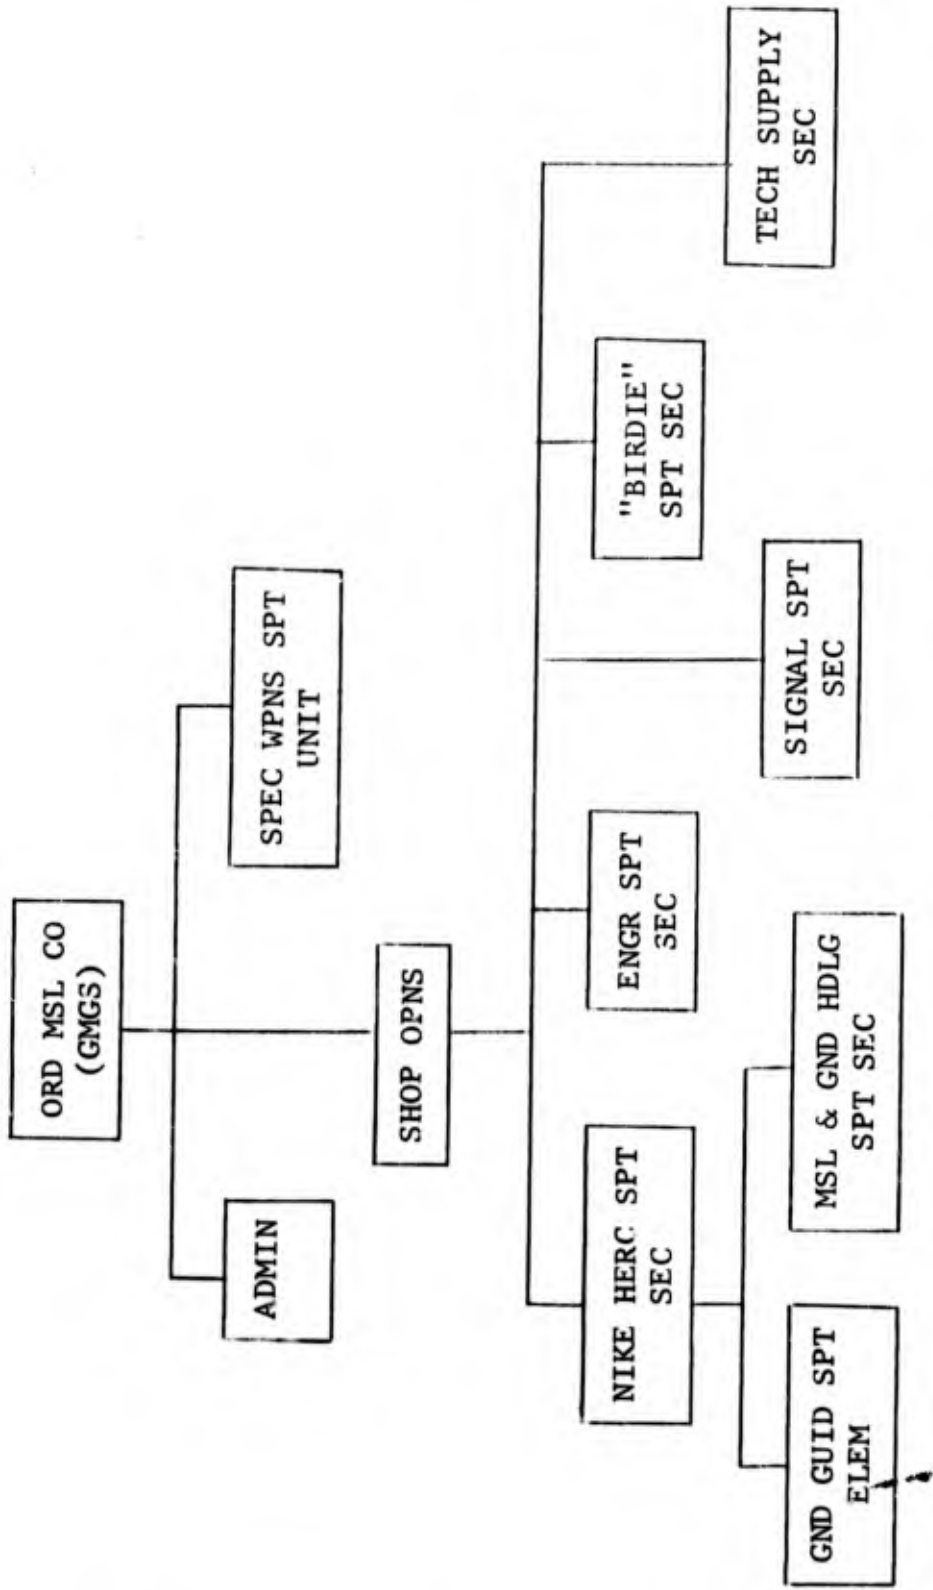 ORD MSL CO
(GMGS)
ADMIN
SPEC WPNS SPT
UNIT
SHOP OPNS
NIKE HERC SPT
SEC
ENGR SPT
SEC
"BIRDIE"
SPT SEC
SIGNAL SPT
SEC
TECH SUPPLY
SEC
GND GUID SPT
ELEM
MSL & GND HDLG
SPT SEC